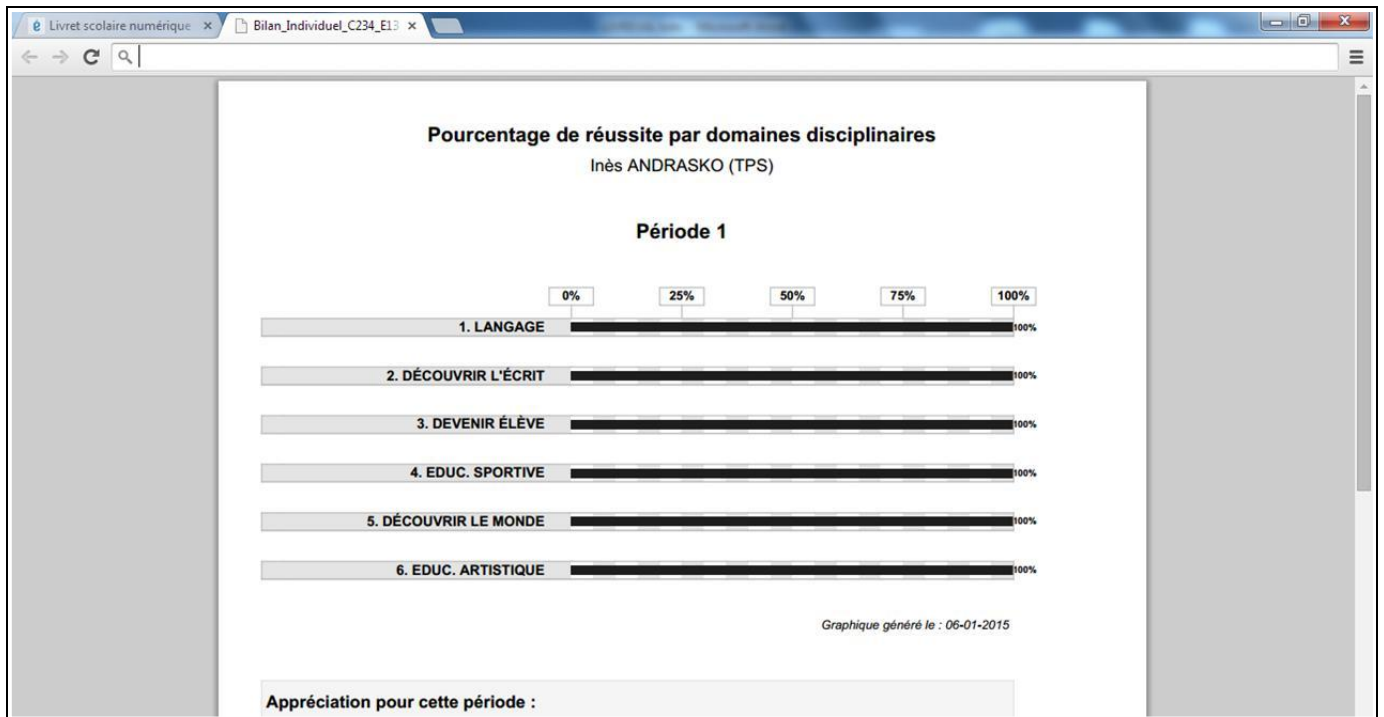 Livret scolaire numérique
Bilan_Individuel_C234_E13
Pourcentage de réussite par domaines disciplinaires
Inès ANDRASKO (TPS)
Période 1
0% 25% 50% 75% 100%
1. LANGAGE 100%
2. DÉCOUVRIR L'ÉCRIT 100%
3. DEVENIR ÉLÈVE 100%
4. EDUC. SPORTIVE 100%
5. DÉCOUVRIR LE MONDE 100%
6. EDUC. ARTISTIQUE 100%
Graphique généré le : 06-01-2015
Appréciation pour cette période :